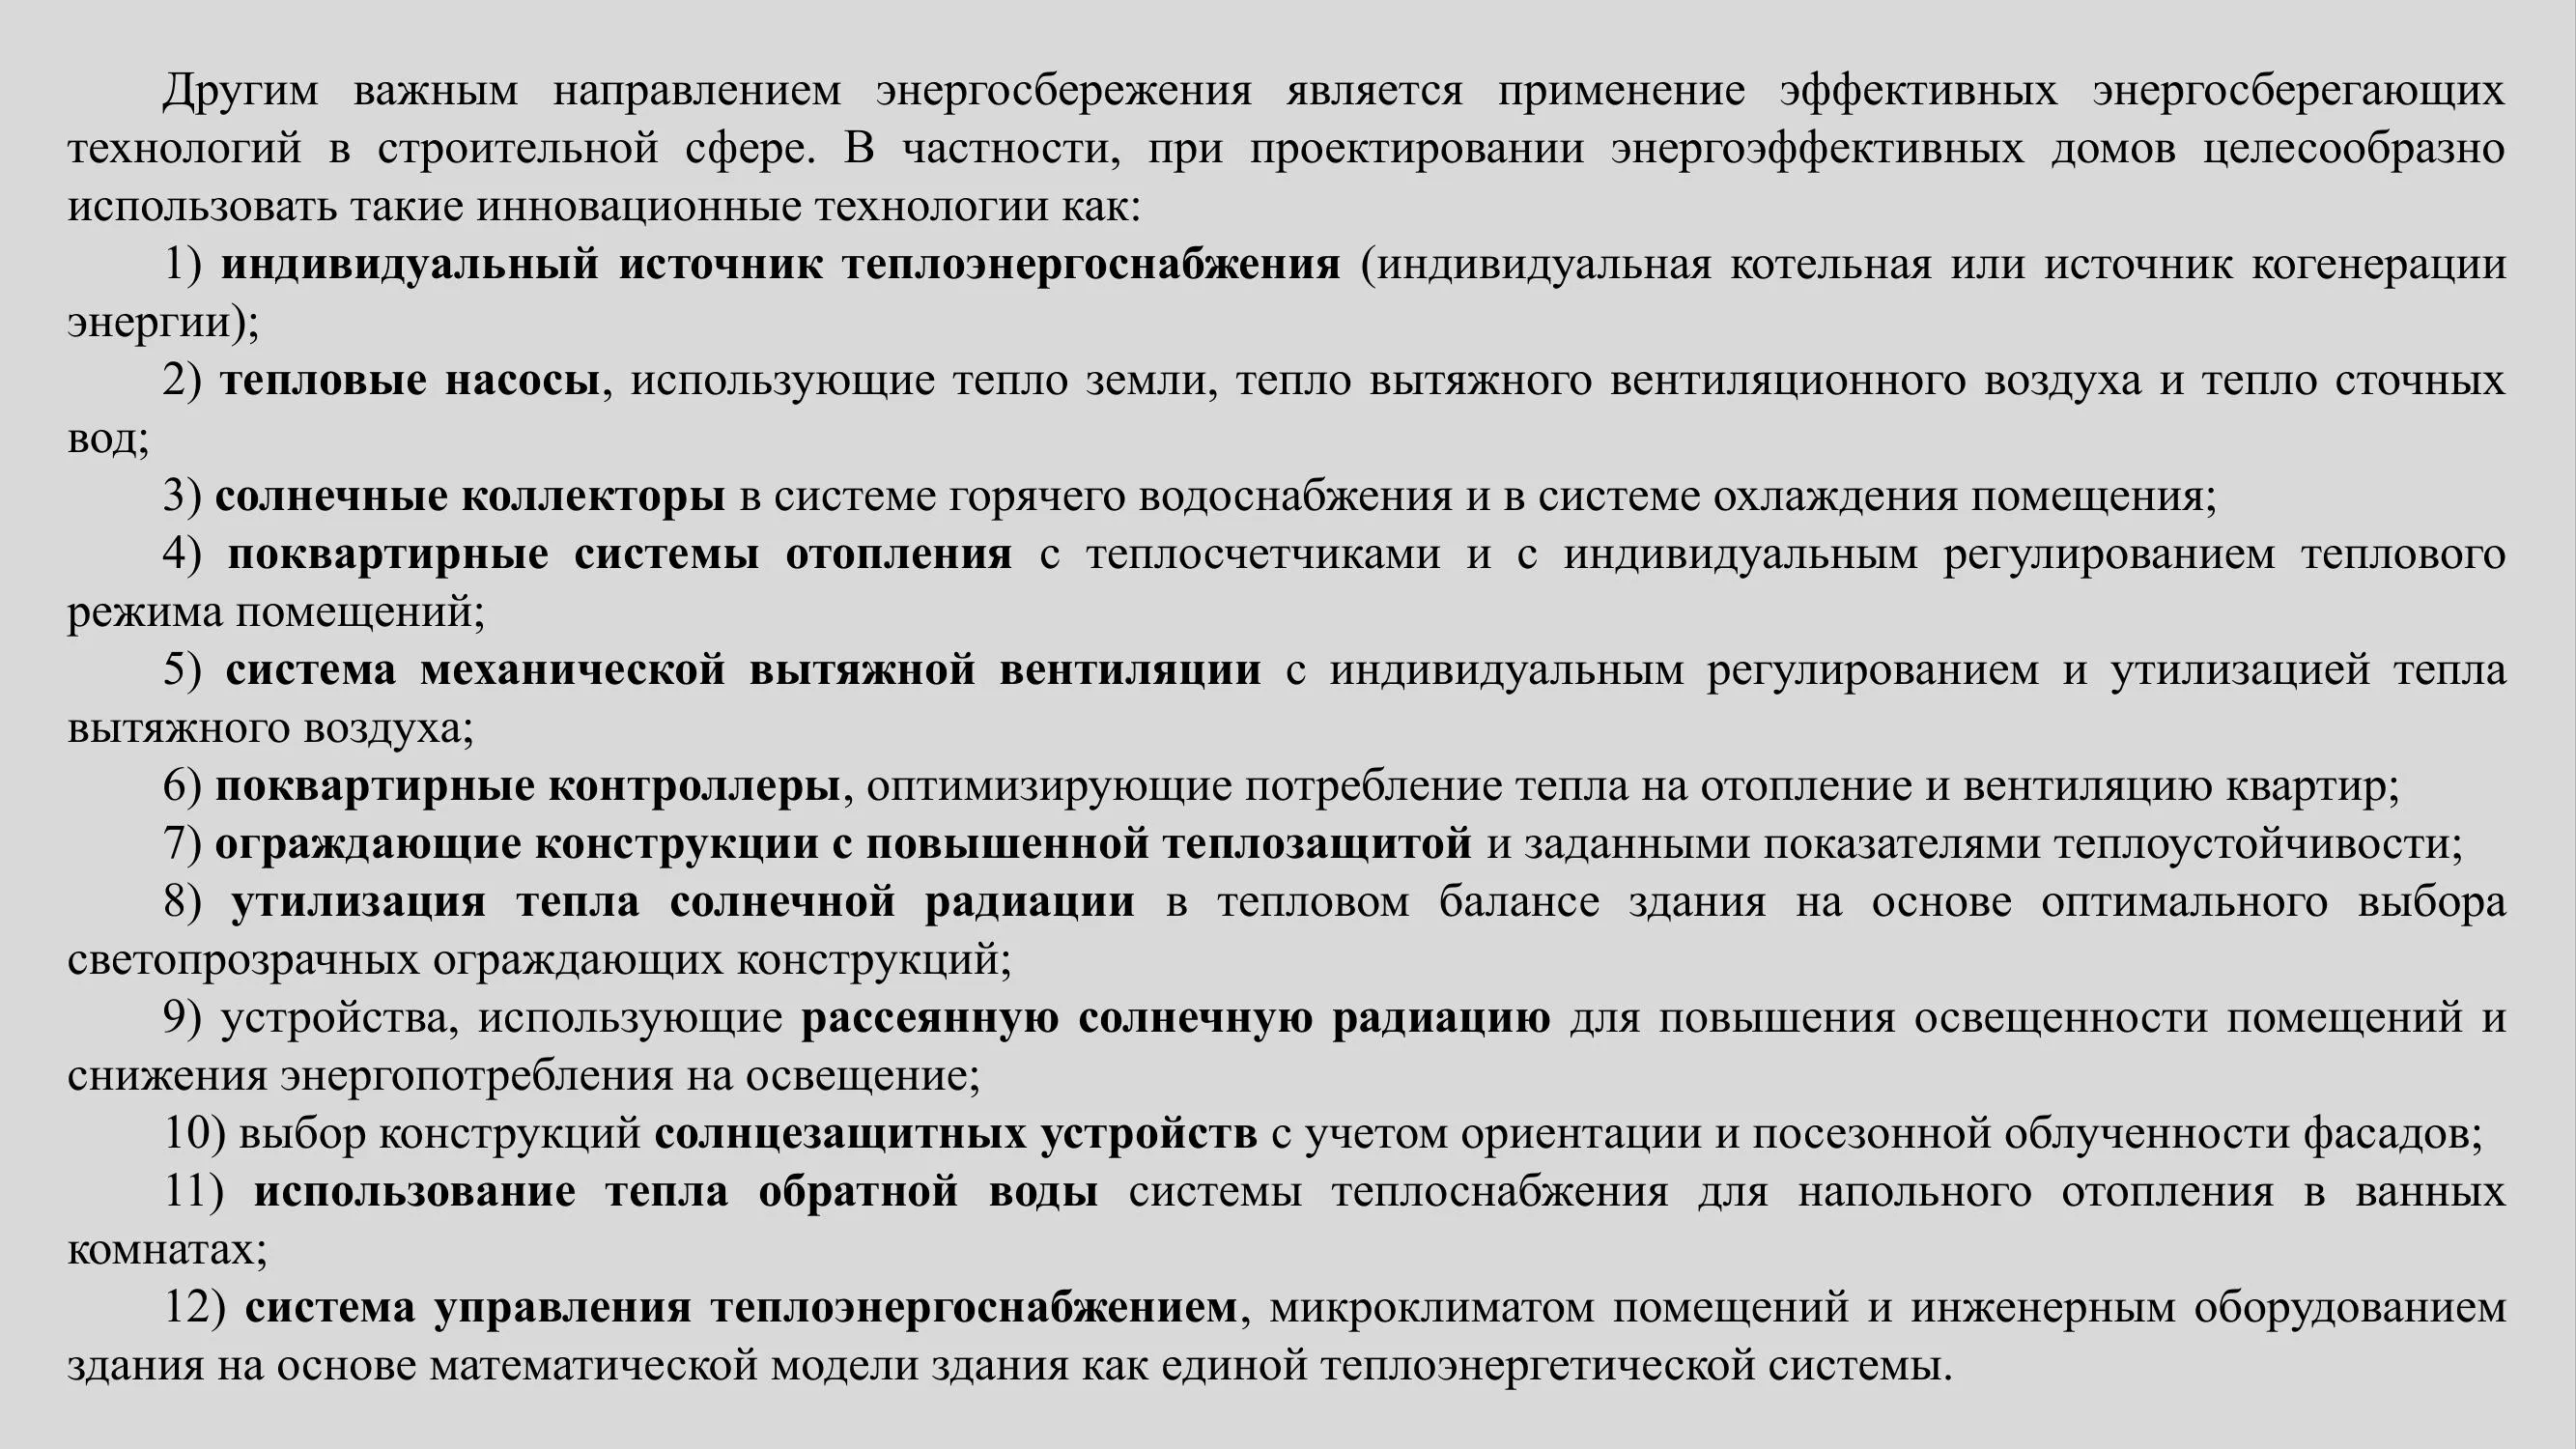 Другим важным направлением энергосбережения является применение эффективных энергосберегающих
технологий в строительной сфере. В частности, при проектировании энергоэффективных домов целесообразно
использовать такие инновационные технологии как:
1) индивидуальный источник теплоэнергоснабжения (индивидуальная котельная или источник когенерации
энергии);
2) тепловые насосы, использующие тепло земли, тепло вытяжного вентиляционного воздуха и тепло сточных
вод;
3) солнечные коллекторы в системе горячего водоснабжения и в системе охлаждения помещения;
4) поквартирные системы отопления с теплосчетчиками и с индивидуальным регулированием теплового
режима помещений;
5) система механической вытяжной вентиляции с индивидуальным регулированием и утилизацией тепла
вытяжного воздуха;
6) поквартирные контроллеры, оптимизирующие потребление тепла на отопление и вентиляцию квартир;
7) ограждающие конструкции с повышенной теплозащитой и заданными показателями теплоустойчивости;
8) утилизация тепла солнечной радиации в тепловом балансе здания на основе оптимального выбора
светопрозрачных ограждающих конструкций;
9) устройства, использующие рассеянную солнечную радиацию для повышения освещенности помещений и
снижения энергопотребления на освещение;
10) выбор конструкций солнцезащитных устройств с учетом ориентации и посезонной облученности фасадов;
11) использование тепла обратной воды системы теплоснабжения для напольного отопления в ванных
комнатах;
12) система управления теплоэнергоснабжением, микроклиматом помещений и инженерным оборудованием
здания на основе математической модели здания как единой теплоэнергетической системы.